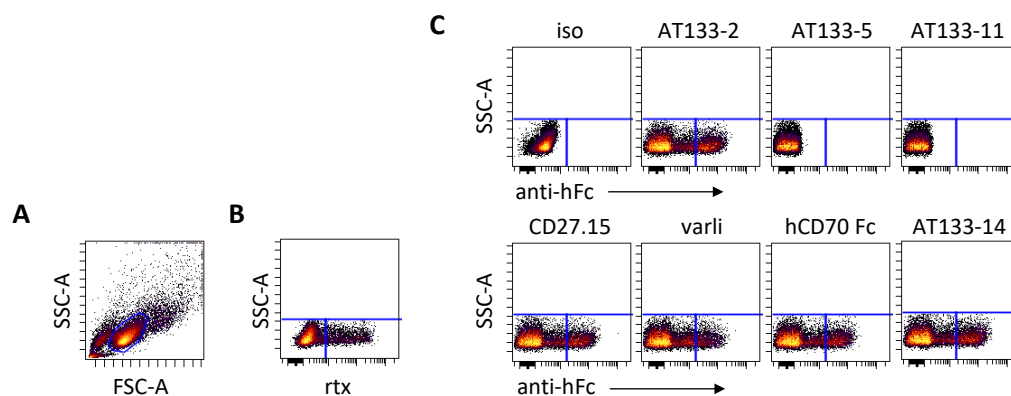 C
iso AT133-2 AT133-5 AT133-11
SSC-A
anti-hFc
A B
CD27.15 varli hCD70 Fc AT133-14
SSC-A SSC-A SSC-A
FSC-A rtx anti-hFc